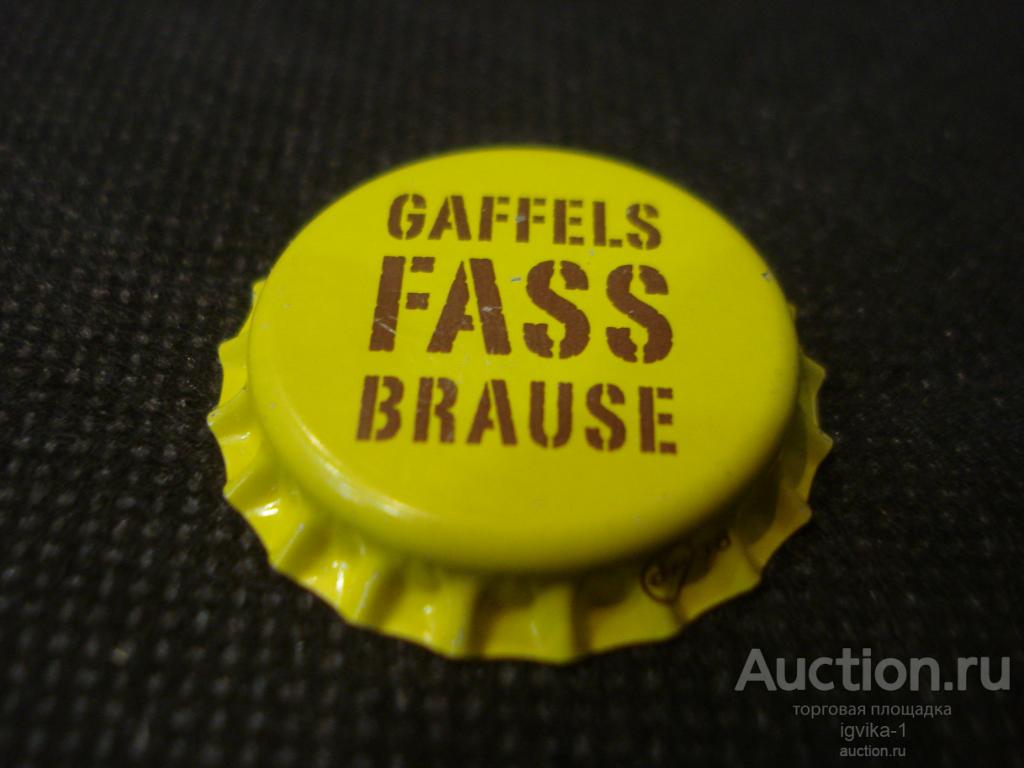 GAFFELS
FASS
BRAUSE
Auction.ru
торговая площадка
igvika-1
auction.ru